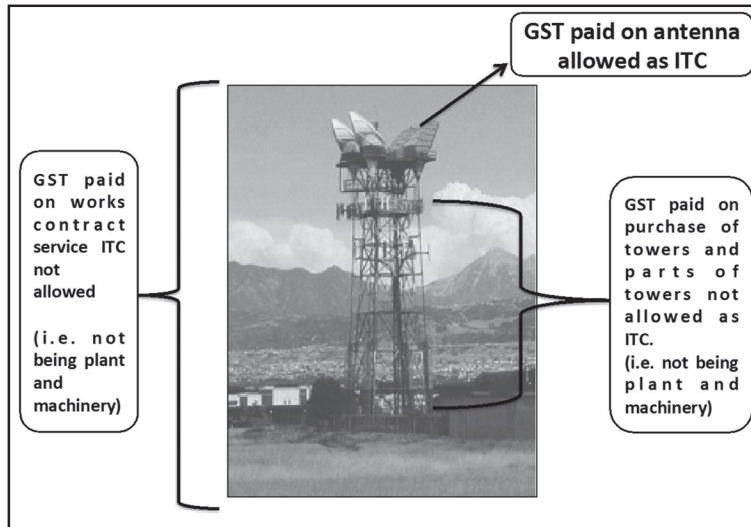 GST paid on antenna
allowed as ITC
GST paid
on works
contract
service ITC
not
allowed
(i.e. not
being plant
and
machinery)
GST paid on
purchase of
towers and
parts of
towers not
allowed as
ITC.
(i.e. not being
plant and
machinery)